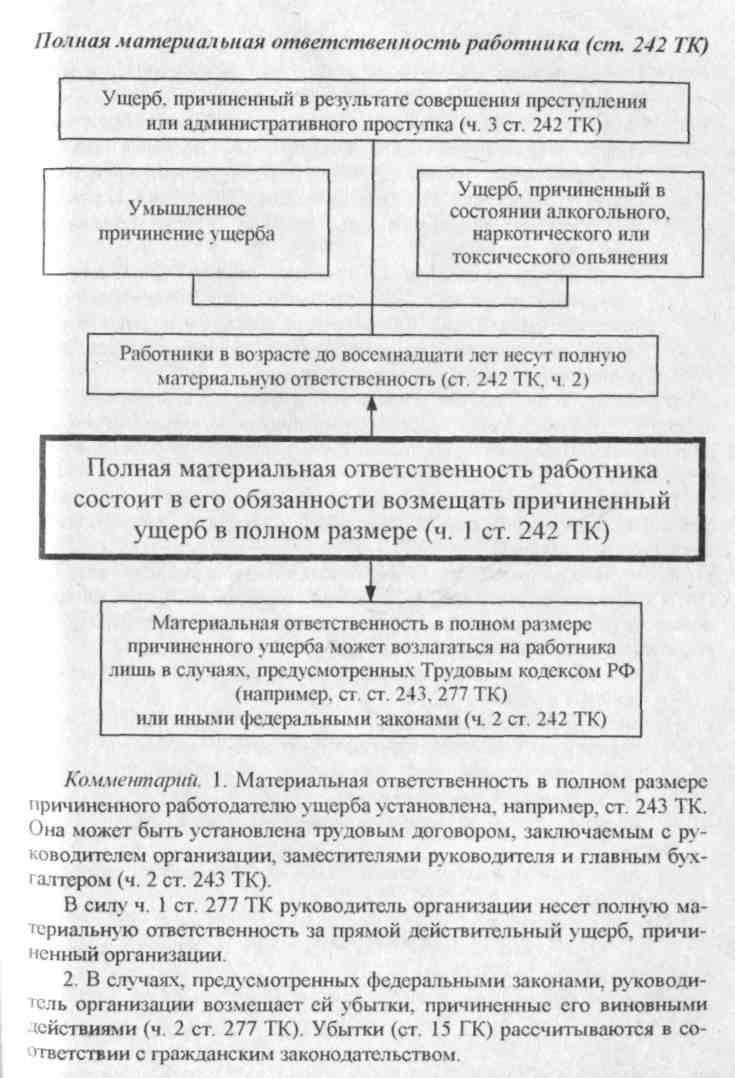 Полная материальная ответственность работника (ст. 242 ТК)
Ущерб, причиненный в результате совершения преступления
или административного проступка (ч. 3 ст. 242 ТК)
Умышленное
причинение ущерба
Ущерб, причиненный в
состоянии алкогольного,
наркотического или
токсического опьянения
Работники в возрасте до восемнадцати лет несут полную
материальную ответственность (ст. 242 ТК, ч. 2)
Полная материальная ответственность работника
состоит в его обязанности возмещать причиненный
ущерб в полном размере (ч. 1 ст. 242 ТК)
Материальная ответственность в полном размере
причиненного ущерба может возлагаться на работника
лишь в случаях, предусмотренных Трудовым кодексом РФ
(например, ст. ст. 243, 277 ТК)
или иными федеральными законами (ч. 2 ст. 242 ТК)
Комментарий. 1. Материальная ответственность в полном размере
причиненного работодателю ущерба установлена, например, ст. 243 ТК.
Она может быть установлена трудовым договором, заключаемым с ру-
ководителем организации, заместителями руководителя и главным бух-
галтером (ч. 2 ст. 243 ТК).
В силу ч. 1 ст. 277 ТК руководитель организации несет полную ма-
териальную ответственность за прямой действительный ущерб, причи-
ненный организации.
2. В случаях, предусмотренных федеральными законами, руководи-
тель организации возмещает ей убытки, причиненные его виновными
действиями (ч. 2 ст. 277 ТК). Убытки (ст. 15 ГК) рассчитываются в со-
ответствии с гражданским законодательством.